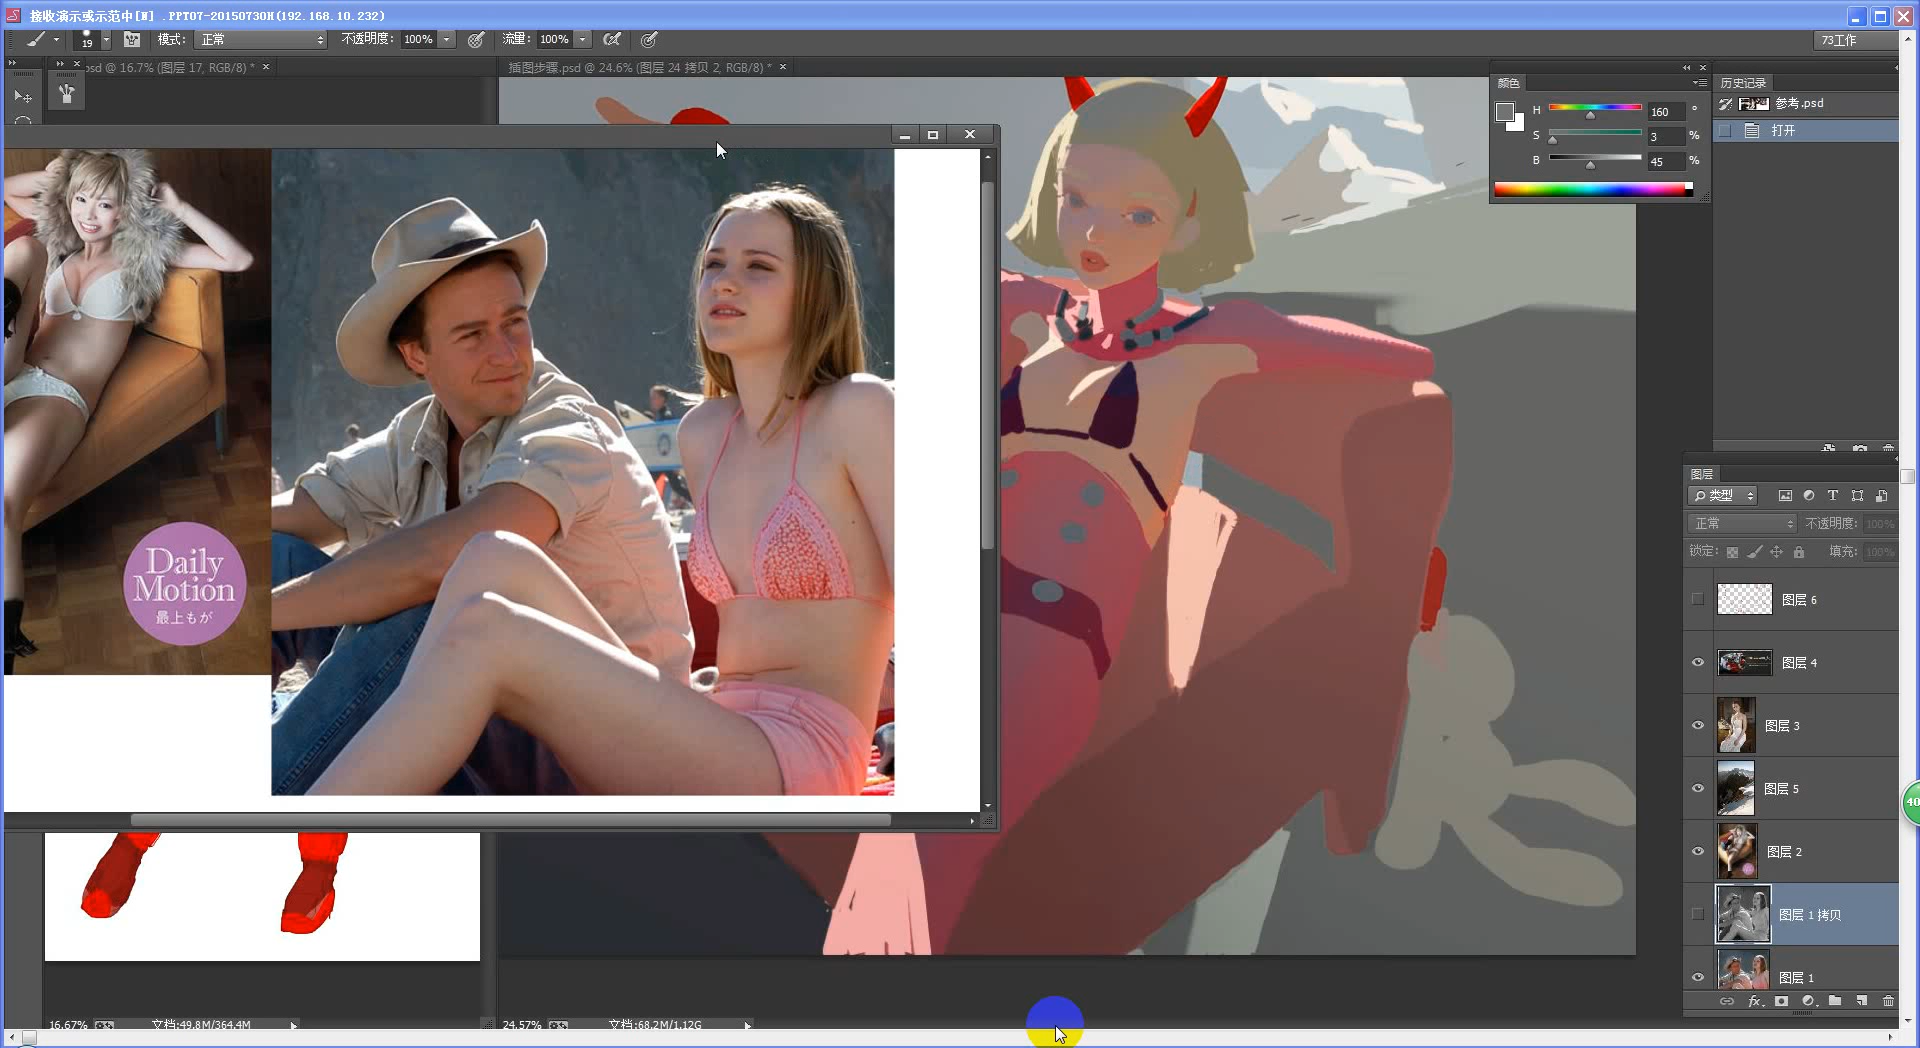 接收演示或示范中[W] .PPT07-20150730H(192.168.10.232)
19 模式: 正常 不透明度: 100% 流量: 100% 73工作
psd @ 16.7% (图层 17, RGB/8) * ×
插图步骤.psd @ 24.6% (图层 24 拷贝 2, RGB/8) * ×
颜色
H 160 °
S 3 %
B 45 %
历史记录
参考.psd
打开
Daily
Motion
最上もが
图层
类型
正常 不透明度: 100%
锁定: 填充: 100%
图层 6
图层 4
图层 3
图层 5
图层 2
图层 1 拷贝
图层 1
40
16.67% 文档:49.8M/364.4M
24.57% 文档:68.2M/1.12G